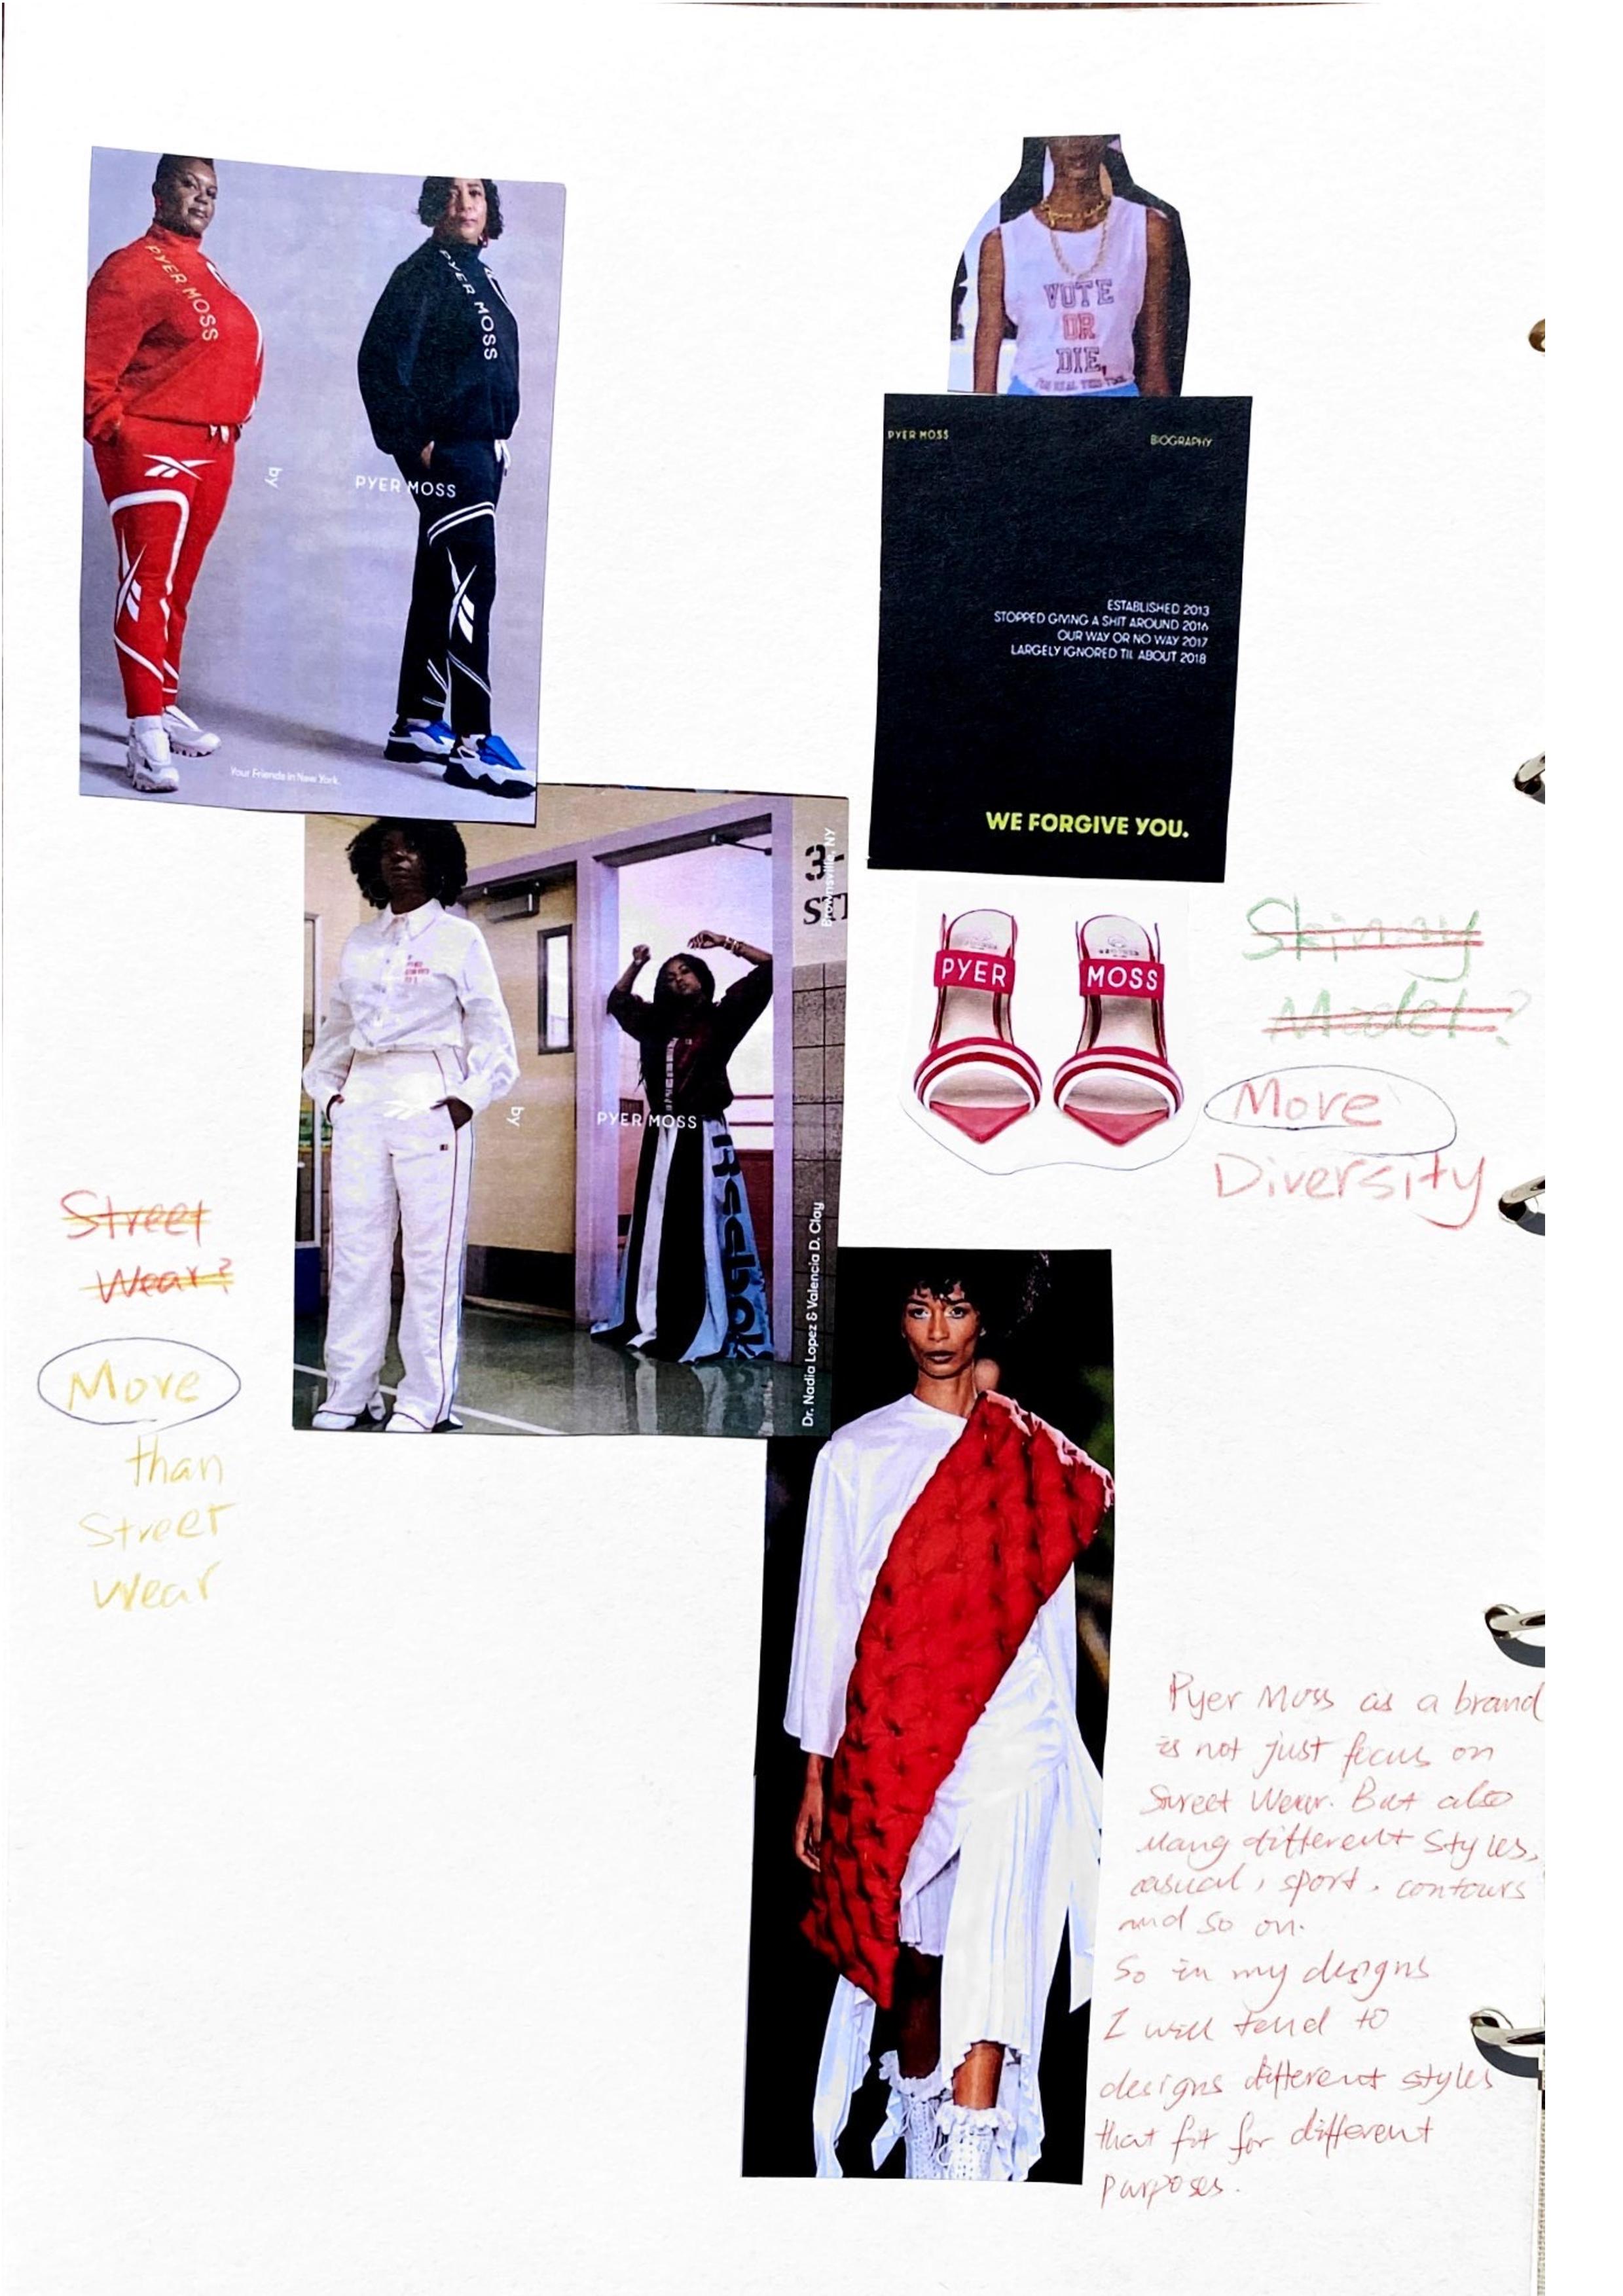 PYER MOSS
PYER MOSS
by
PYER MOSS
Your Friends in New York.
VOTE
OR
DIE,
FOR REAL THIS TIME
PYER MOSS
BIOGRAPHY
ESTABLISHED 2013
STOPPED GIVING A SHIT AROUND 2016
OUR WAY OR NO WAY 2017
LARGELY IGNORED TIL ABOUT 2018
WE FORGIVE YOU.
3-
ST
Brownsville, NY
by
PYER MOSS
Reebok
Dr. Nadia Lopez & Valencia D. Clay
PYER
MOSS
Skinny
Model?
More
Diversity
Street
Wear?
More
than
Street
Wear
Pyer Moss as a brand
is not just focus on
Street Wear. But also
many different styles,
casual, sport, contours
and so on.
So in my designs
I will tend to
designs different styles
that fit for different
purposes.